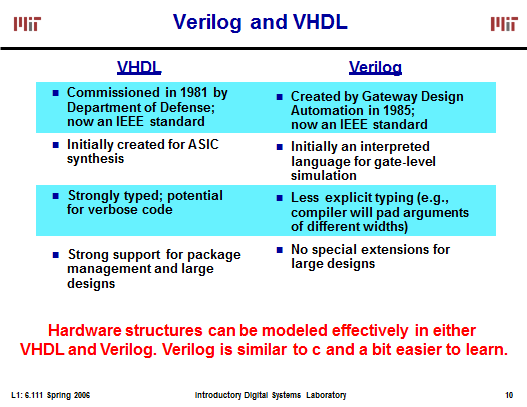 MIT
Verilog and VHDL
MIT
VHDL
Commissioned in 1981 by
Department of Defense;
now an IEEE standard
Initially created for ASIC
synthesis
Strongly typed; potential
for verbose code
Strong support for package
management and large
designs
Verilog
Created by Gateway Design
Automation in 1985;
now an IEEE standard
Initially an interpreted
language for gate-level
simulation
Less explicit typing (e.g.,
compiler will pad arguments
of different widths)
No special extensions for
large designs
Hardware structures can be modeled effectively in either
VHDL and Verilog. Verilog is similar to c and a bit easier to learn.
L1: 6.111 Spring 2006
Introductory Digital Systems Laboratory
10